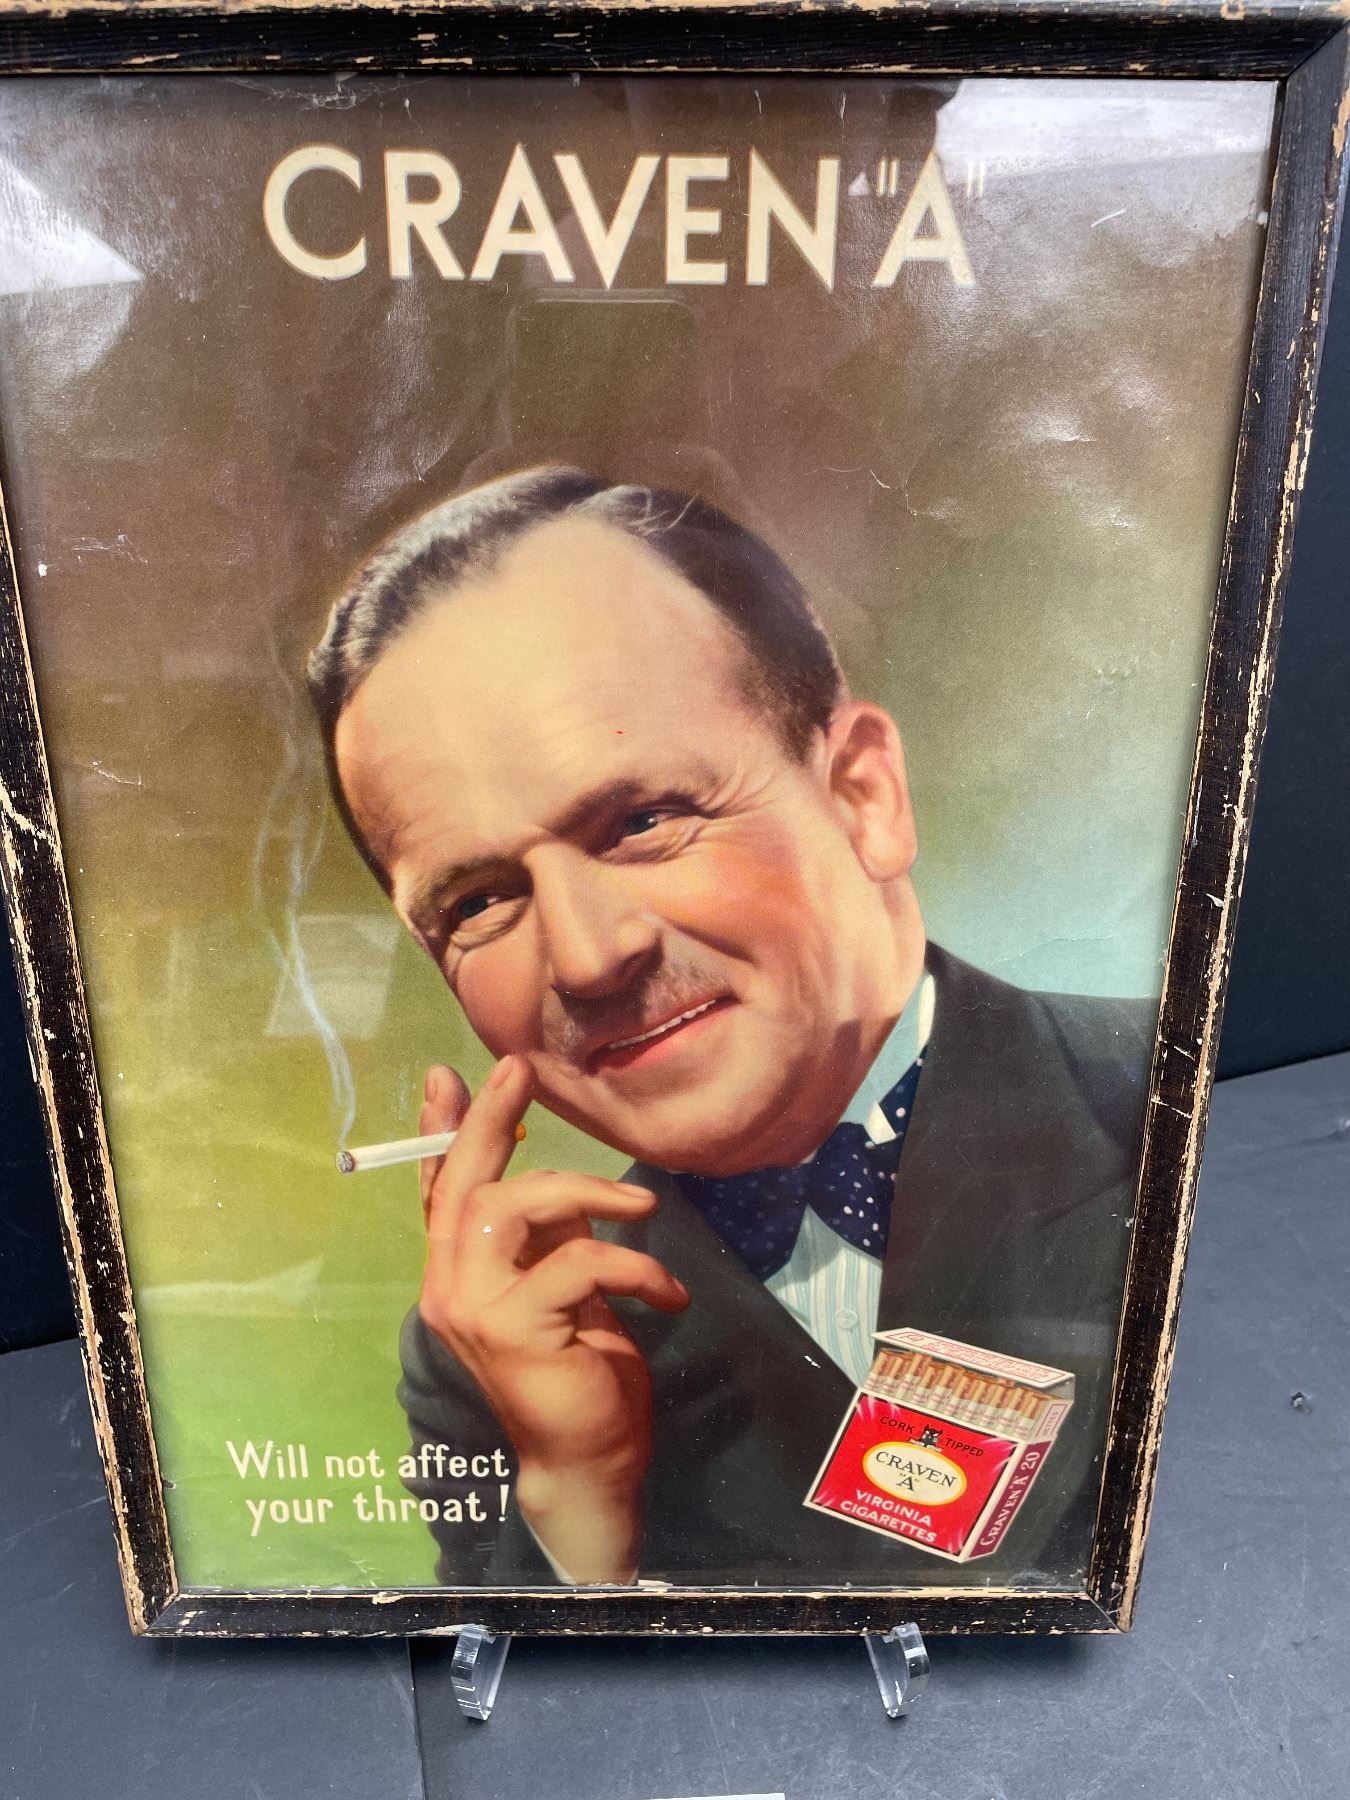 CRAVEN "A"
Will not affect
your throat!
CORK TIPPED
CRAVEN
"A"
VIRGINIA
CIGARETTES
CRAVEN "A" 20